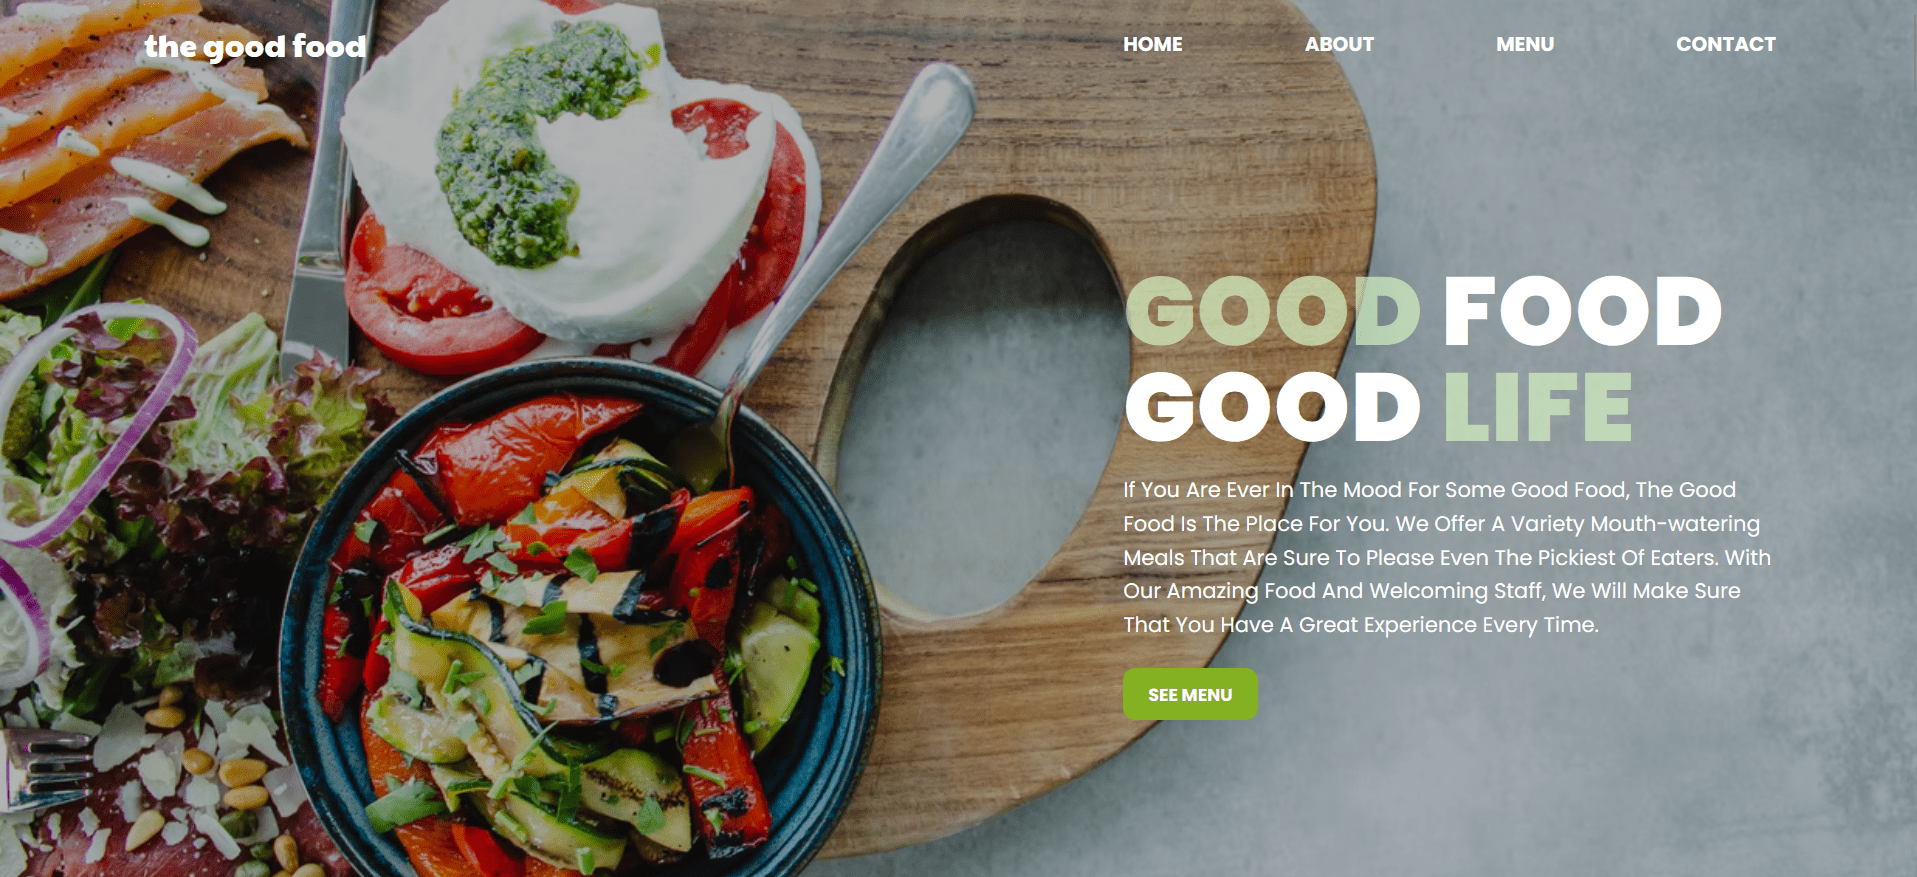 the good food
HOME ABOUT MENU CONTACT
GOOD FOOD
GOOD LIFE
If You Are Ever In The Mood For Some Good Food, The Good
Food Is The Place For You. We Offer A Variety Mouth-watering
Meals That Are Sure To Please Even The Pickiest Of Eaters. With
Our Amazing Food And Welcoming Staff, We Will Make Sure
That You Have A Great Experience Every Time.
SEE MENU